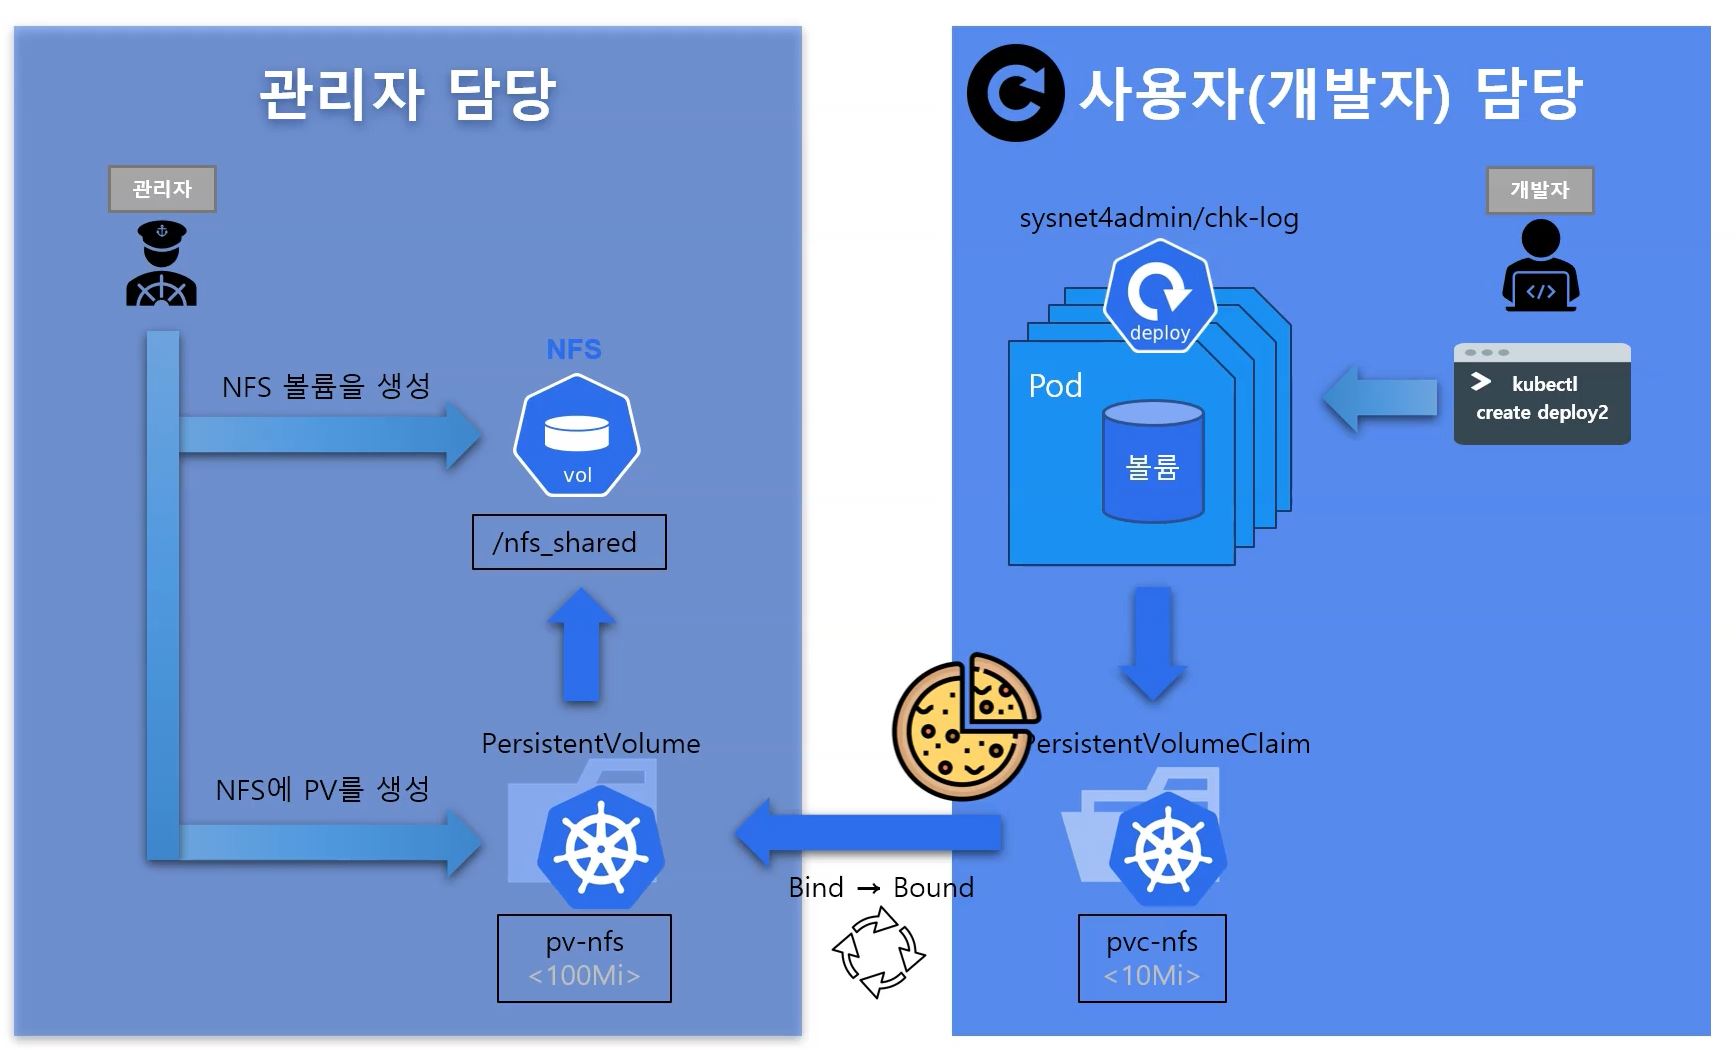 관리자 담당
관리자
NFS 볼륨을 생성
NFS
vol
/nfs_shared
NFS에 PV를 생성
PersistentVolume
pv-nfs
<100Mi>
Bind → Bound
사용자(개발자) 담당
개발자
sysnet4admin/chk-log
deploy
Pod
볼륨
</>
> kubectl
create deploy2
ersistentVolumeClaim
pvc-nfs
<10Mi>